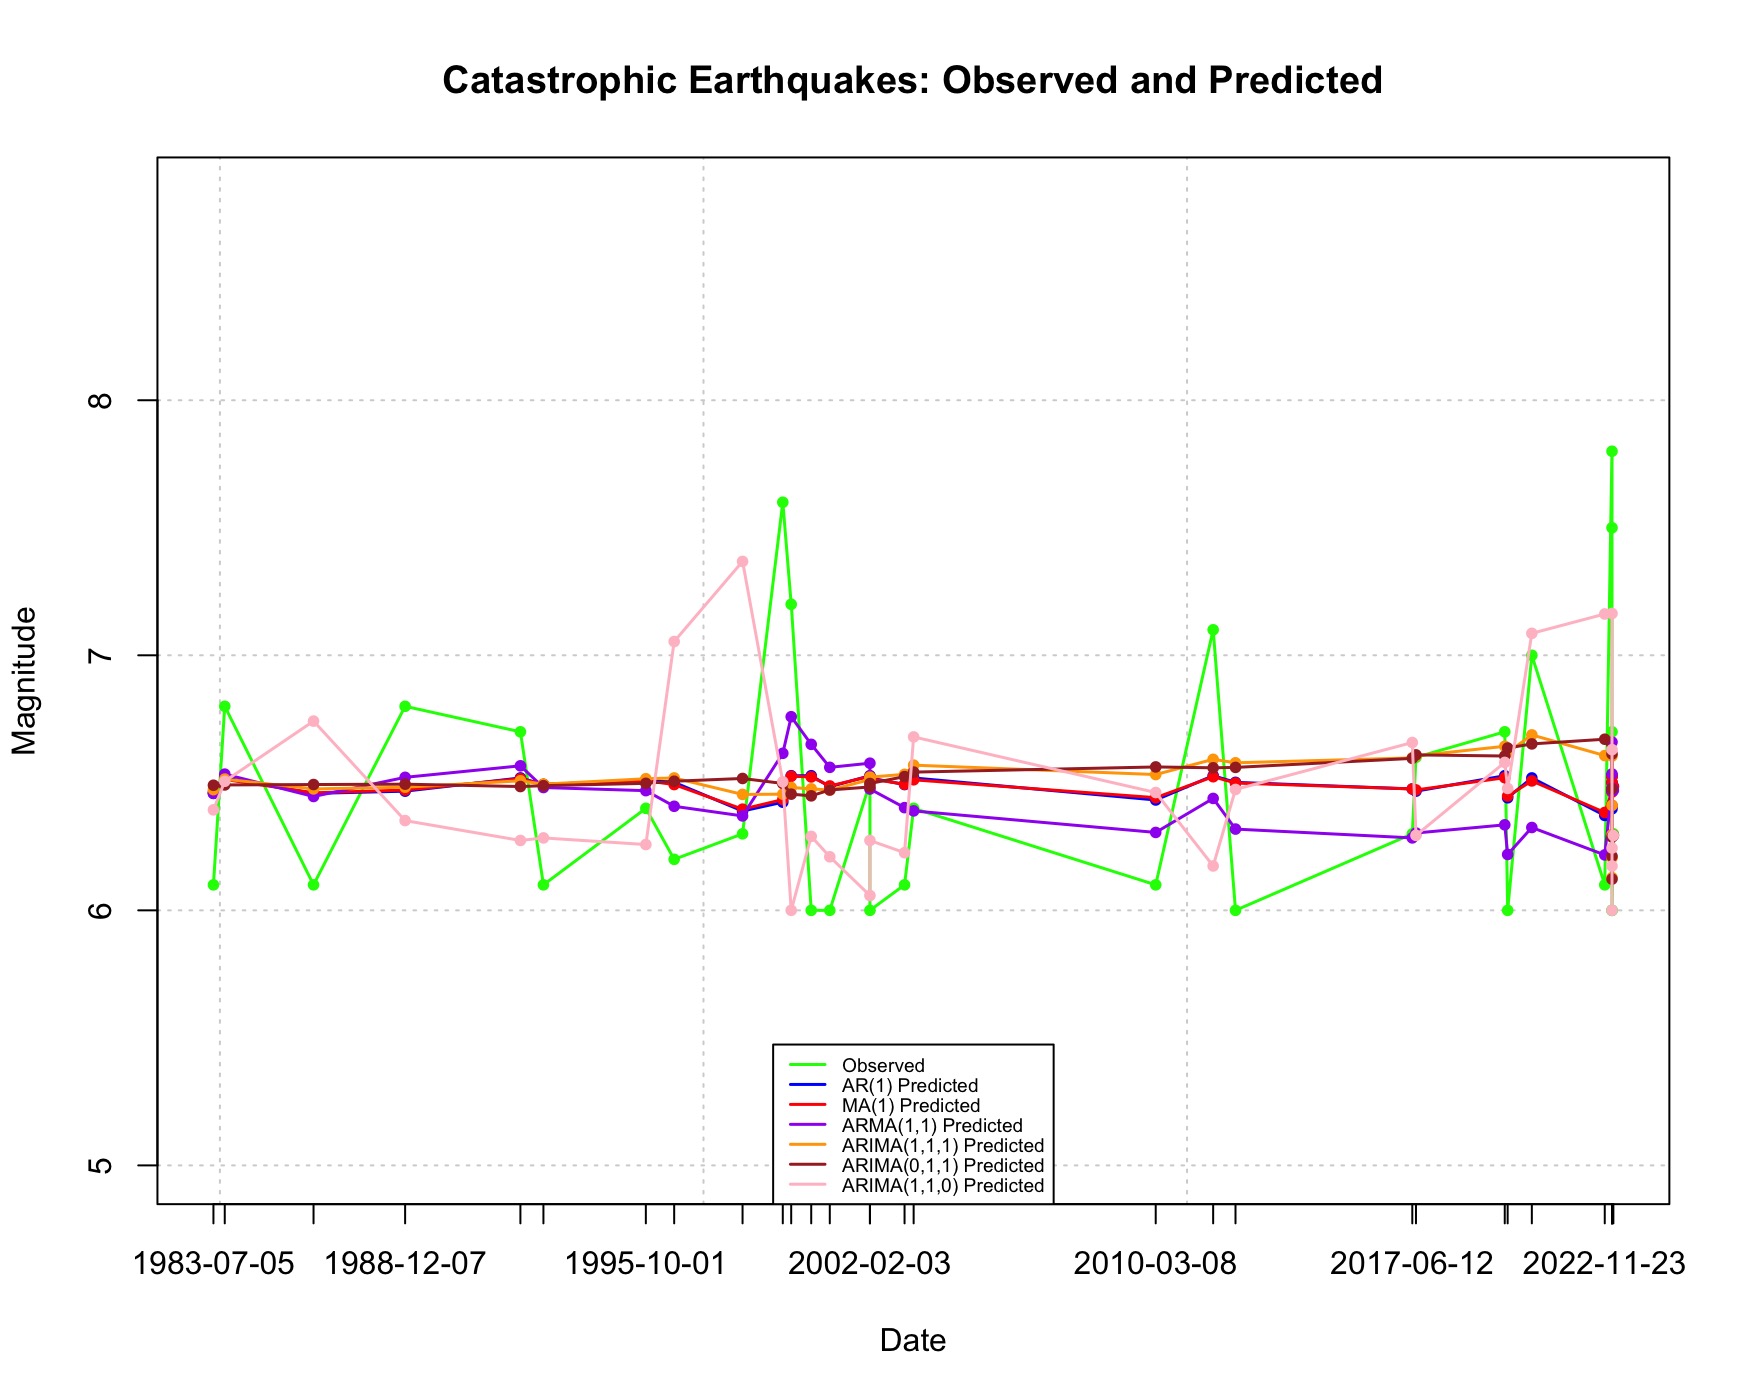 Catastrophic Earthquakes: Observed and Predicted
Magnitude
8
7
6
5
Observed
AR(1) Predicted
MA(1) Predicted
ARMA(1,1) Predicted
ARIMA(1,1,1) Predicted
ARIMA(0,1,1) Predicted
ARIMA(1,1,0) Predicted
1983-07-05 1988-12-07 1995-10-01 2002-02-03 2010-03-08 2017-06-12 2022-11-23
Date